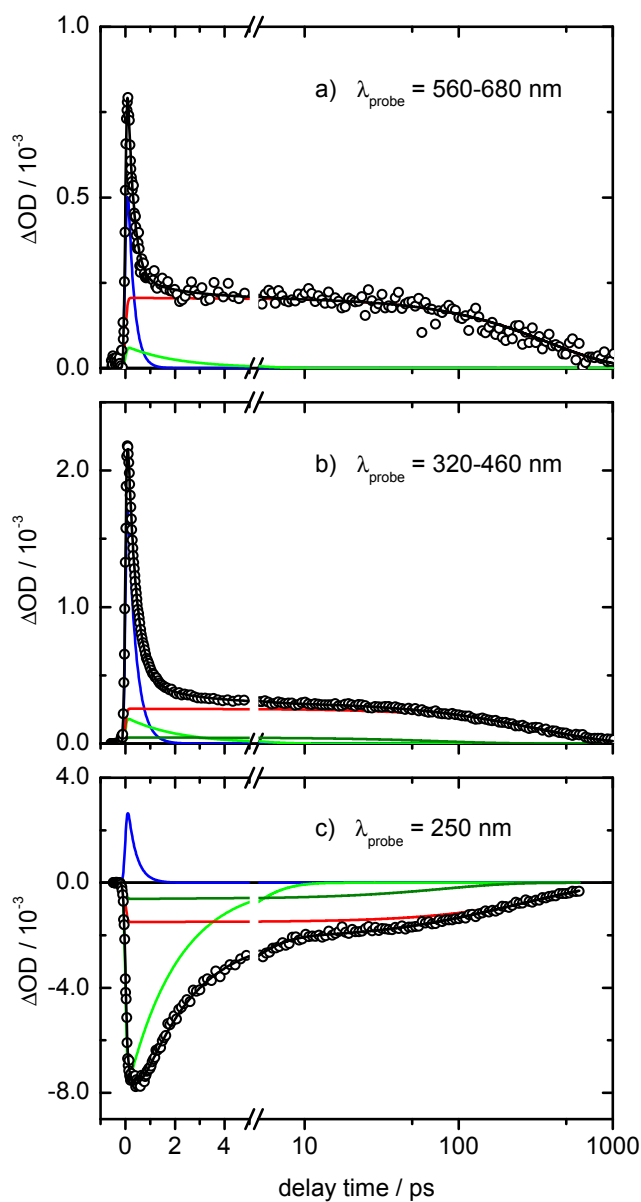 1.0
a) λprobe = 560-680 nm
0.5
ΔOD / 10-3
0.0
2.0
b) λprobe = 320-460 nm
1.0
ΔOD / 10-3
0.0
4.0
c) λprobe = 250 nm
0.0
ΔOD / 10-3
-4.0
-8.0
0 2 4 10 100 1000
delay time / ps